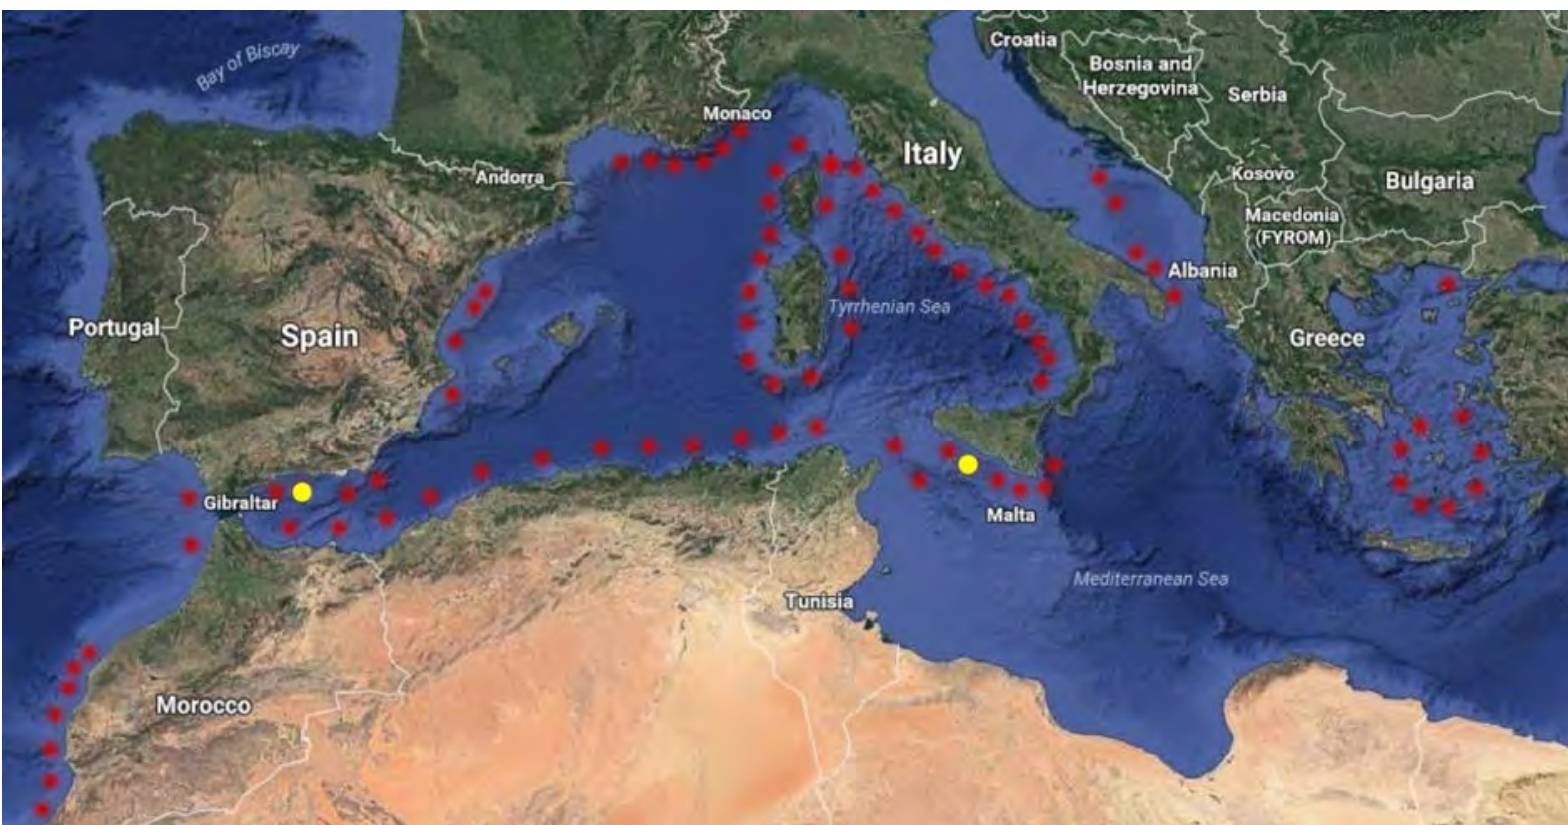 Bay of Biscay
Croatia
Bosnia and
Herzegovina
Serbia
Monaco
Italy
Andorra
Kosovo
Bulgaria
Macedonia
(FYROM)
Albania
Tyrrhenian Sea
Portugal
Spain
Greece
Gibraltar
Malta
Mediterranean Sea
Tunisia
Morocco